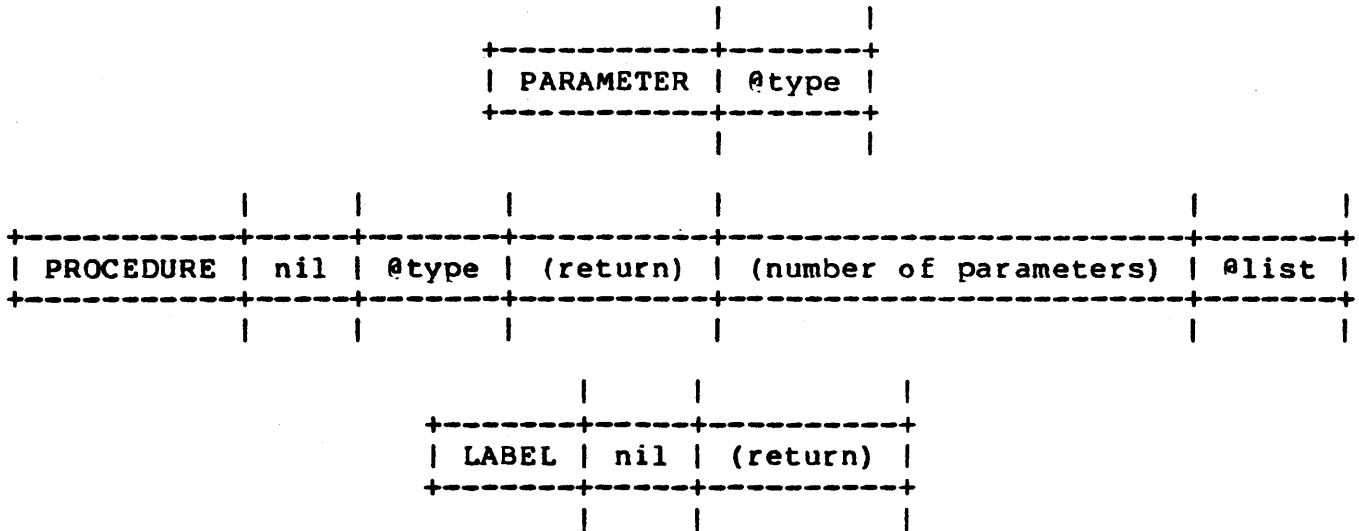 | PARAMETER | @type |
| PROCEDURE | nil | @type | (return) | (number of parameters) | @list |
| LABEL | nil | (return) |